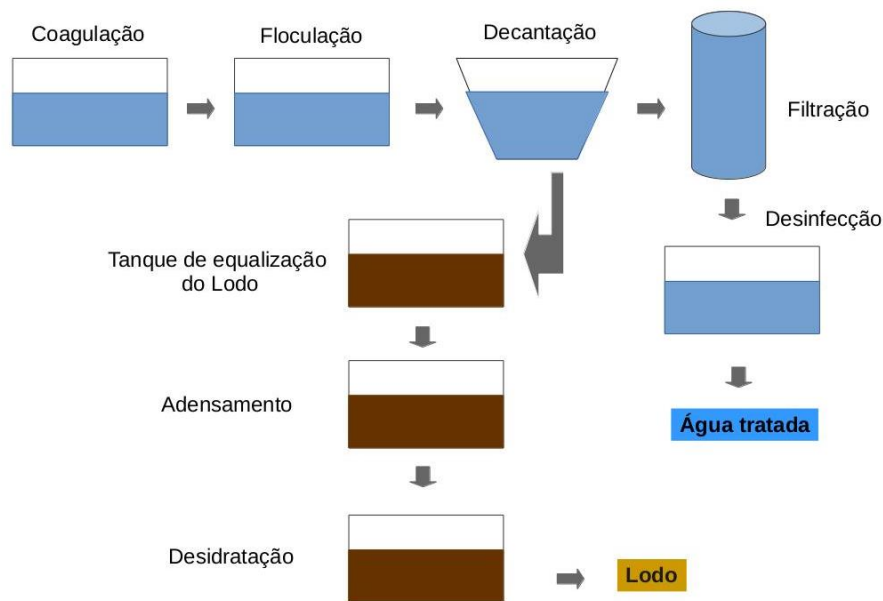 Coagulação
Floculação
Decantação
Filtração
Desinfecção
Tanque de equalização
do Lodo
Adensamento
Água tratada
Desidratação
Lodo